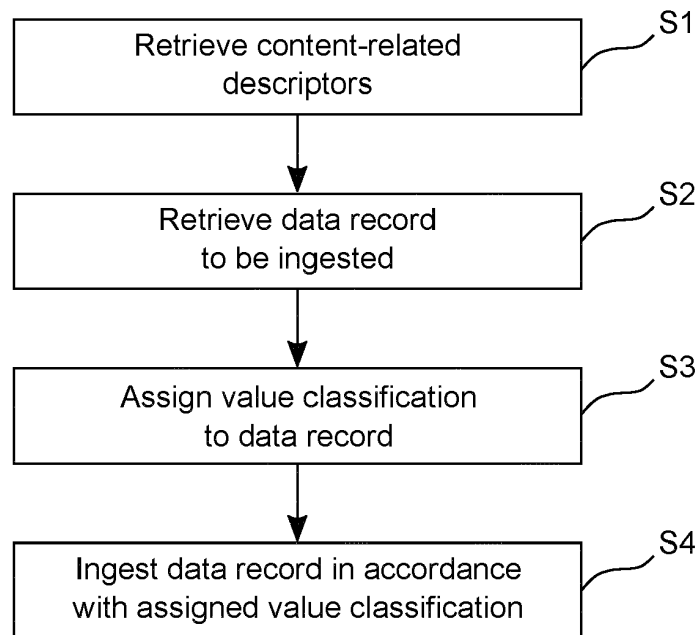 S1
Retrieve content-related
descriptors
S2
Retrieve data record
to be ingested
S3
Assign value classification
to data record
S4
Ingest data record in accordance
with assigned value classification